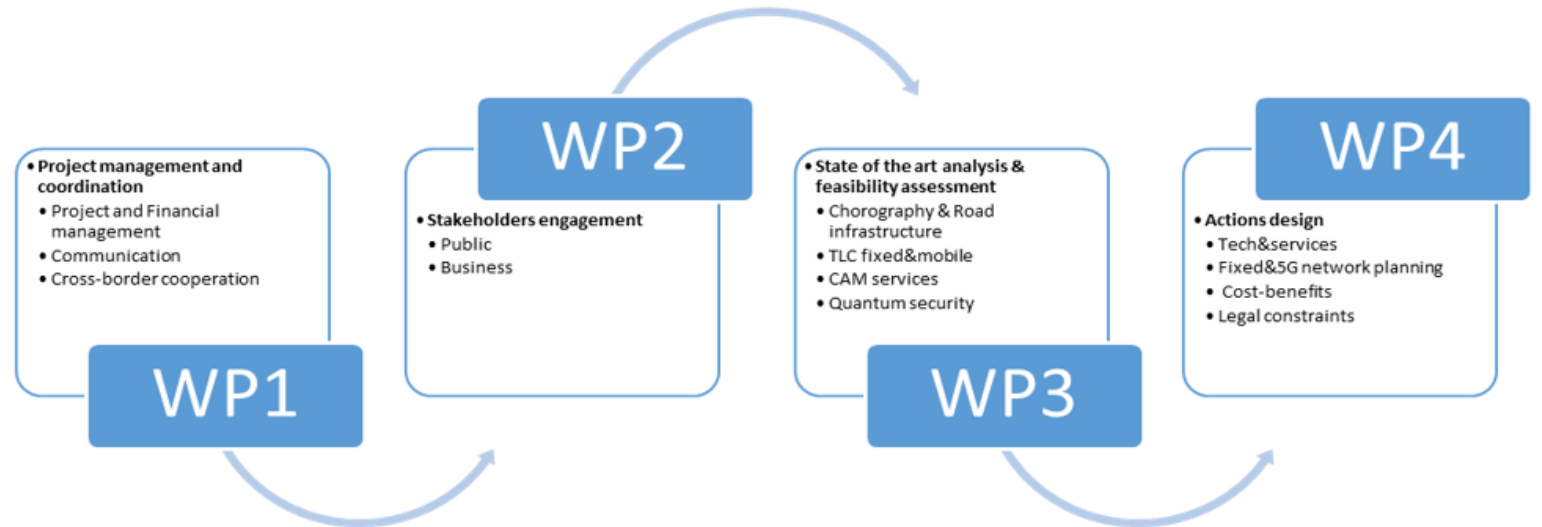 • Project management and
coordination
• Project and Financial
management
• Communication
• Cross-border cooperation
WP1
WP2
• Stakeholders engagement
• Public
• Business
• State of the art analysis &
feasibility assessment
• Chorography & Road
infrastructure
• TLC fixed&mobile
• CAM services
• Quantum security
WP3
WP4
• Actions design
• Tech&services
• Fixed&5G network planning
• Cost-benefits
• Legal constraints